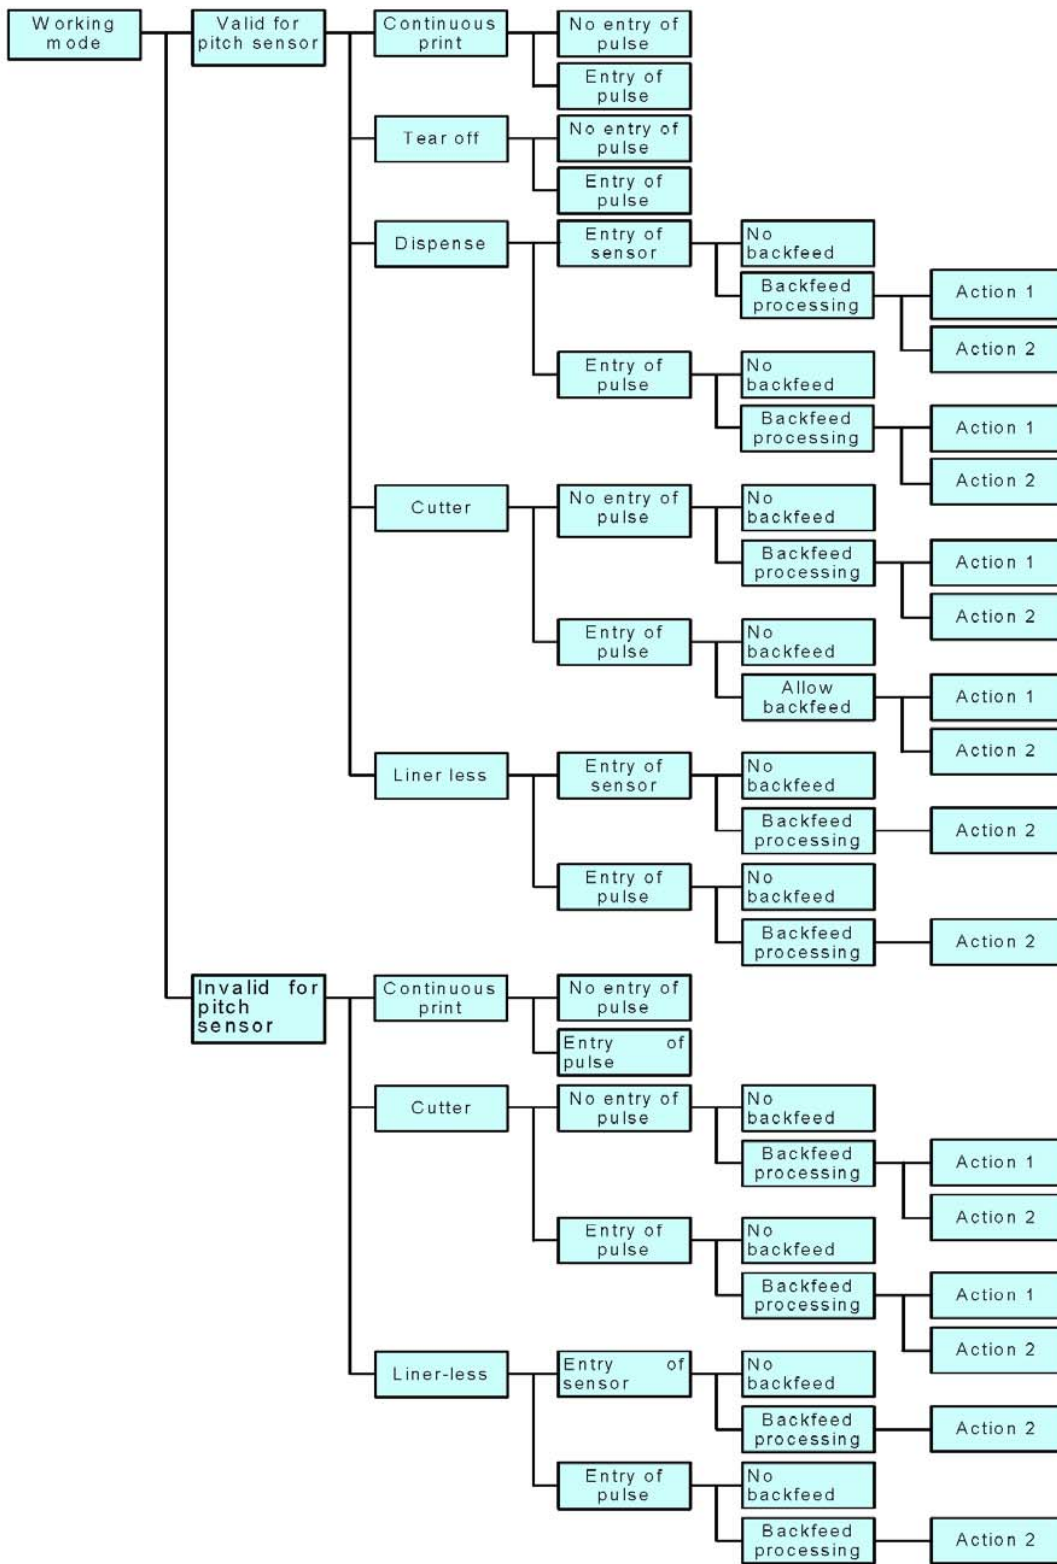 Working
mode
Valid for
pitch sensor
Continuous
print
No entry of
pulse
Entry of
pulse
Tear off
No entry of
pulse
Entry of
pulse
Dispense
Entry of
sensor
No
backfeed
Backfeed
processing
Action 1
Action 2
Entry of
pulse
No
backfeed
Backfeed
processing
Action 1
Action 2
Cutter
No entry of
pulse
No
backfeed
Backfeed
processing
Action 1
Action 2
Entry of
pulse
No
backfeed
Allow
backfeed
Action 1
Action 2
Liner less
Entry of
sensor
No
backfeed
Backfeed
processing
Action 2
Entry of
pulse
No
backfeed
Backfeed
processing
Action 2
Invalid for
pitch
sensor
Continuous
print
No entry of
pulse
Entry of
pulse
Cutter
No entry of
pulse
No
backfeed
Backfeed
processing
Action 1
Action 2
Entry of
pulse
No
backfeed
Backfeed
processing
Action 1
Action 2
Liner-less
Entry of
sensor
No
backfeed
Backfeed
processing
Action 2
Entry of
pulse
No
backfeed
Backfeed
processing
Action 2